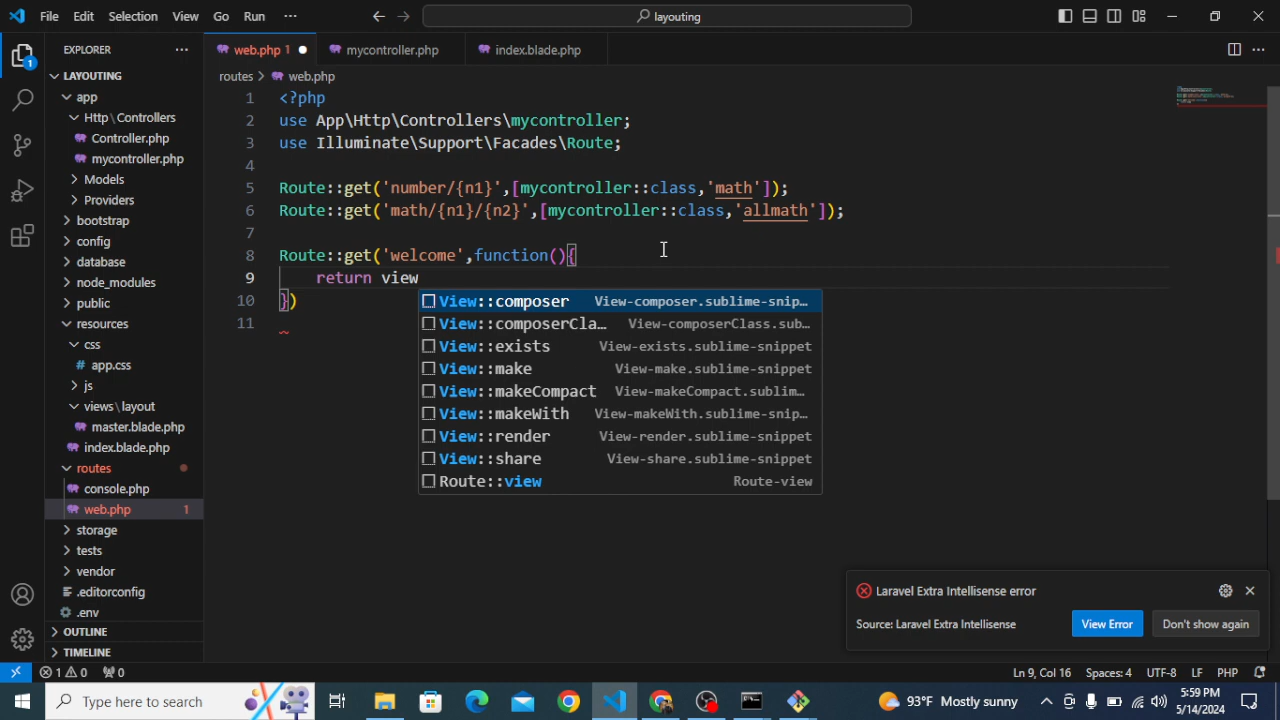 File Edit Selection View Go Run ··· layouting
EXPLORER ···
web.php 1 mycontroller.php index.blade.php
LAYOUTING
routes > web.php
app
Http\Controllers
Controller.php
mycontroller.php
Models
Providers
bootstrap
config
database
node_modules
public
resources
css
# app.css
js
views\layout
master.blade.php
index.blade.php
routes
console.php
web.php 1
storage
tests
vendor
.editorconfig
.env
OUTLINE
TIMELINE
1 <?php
2 use App\Http\Controllers\mycontroller;
3 use Illuminate\Support\Facades\Route;
4
5 Route::get('number/{n1}',[mycontroller::class,'math']);
6 Route::get('math/{n1}/{n2}',[mycontroller::class,'allmath']);
7
8 Route::get('welcome',function(){
9 return view
10 })
11
View::composer View-composer.sublime-snip…
View::composerCla… View-composerClass.sub…
View::exists View-exists.sublime-snippet
View::make View-make.sublime-snippet
View::makeCompact View-makeCompact.sublim…
View::makeWith View-makeWith.sublime-snip…
View::render View-render.sublime-snippet
View::share View-share.sublime-snippet
Route::view Route-view
Laravel Extra Intellisense error
Source: Laravel Extra Intellisense View Error Don't show again
1 0 0 Ln 9, Col 16 Spaces: 4 UTF-8 LF PHP
Type here to search 93°F Mostly sunny 5:59 PM
5/14/2024
1